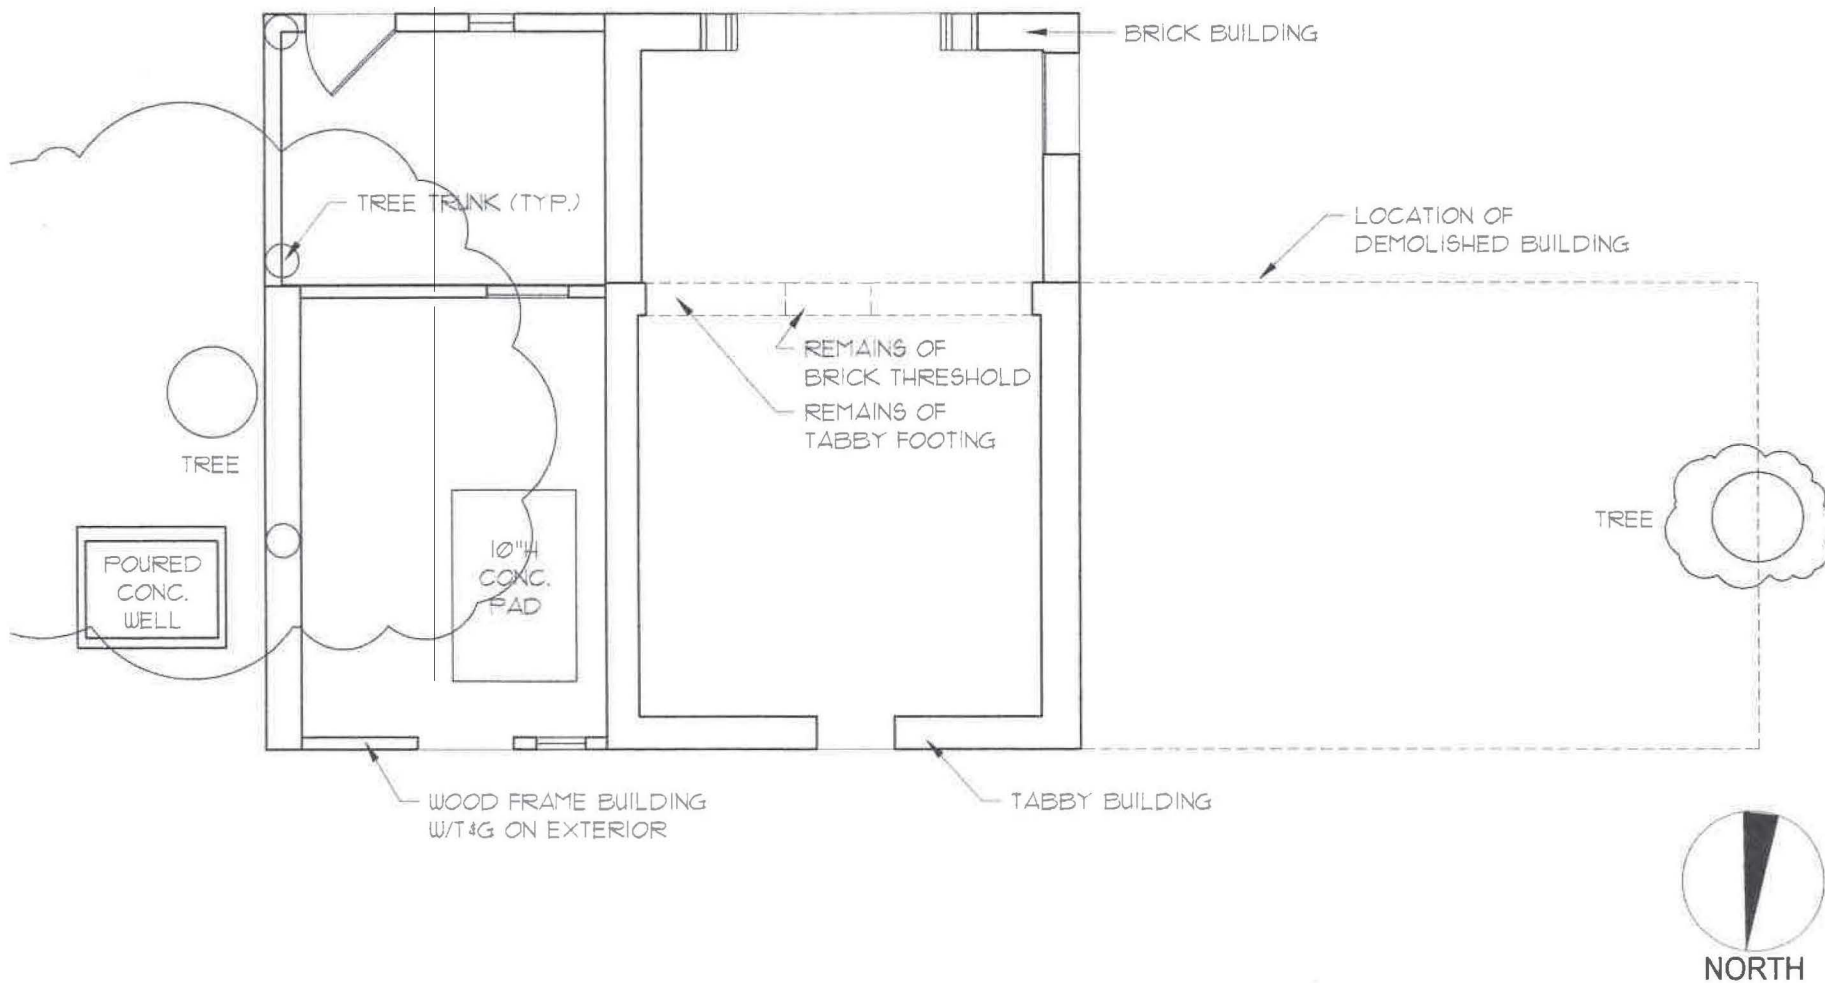 BRICK BUILDING
TREE TRUNK (TYP.)
LOCATION OF
DEMOLISHED BUILDING
REMAINS OF
BRICK THRESHOLD
REMAINS OF
TABBY FOOTING
TREE
TREE
10"H
CONC.
PAD
POURED
CONC.
WELL
WOOD FRAME BUILDING
W/T&G ON EXTERIOR
TABBY BUILDING
NORTH